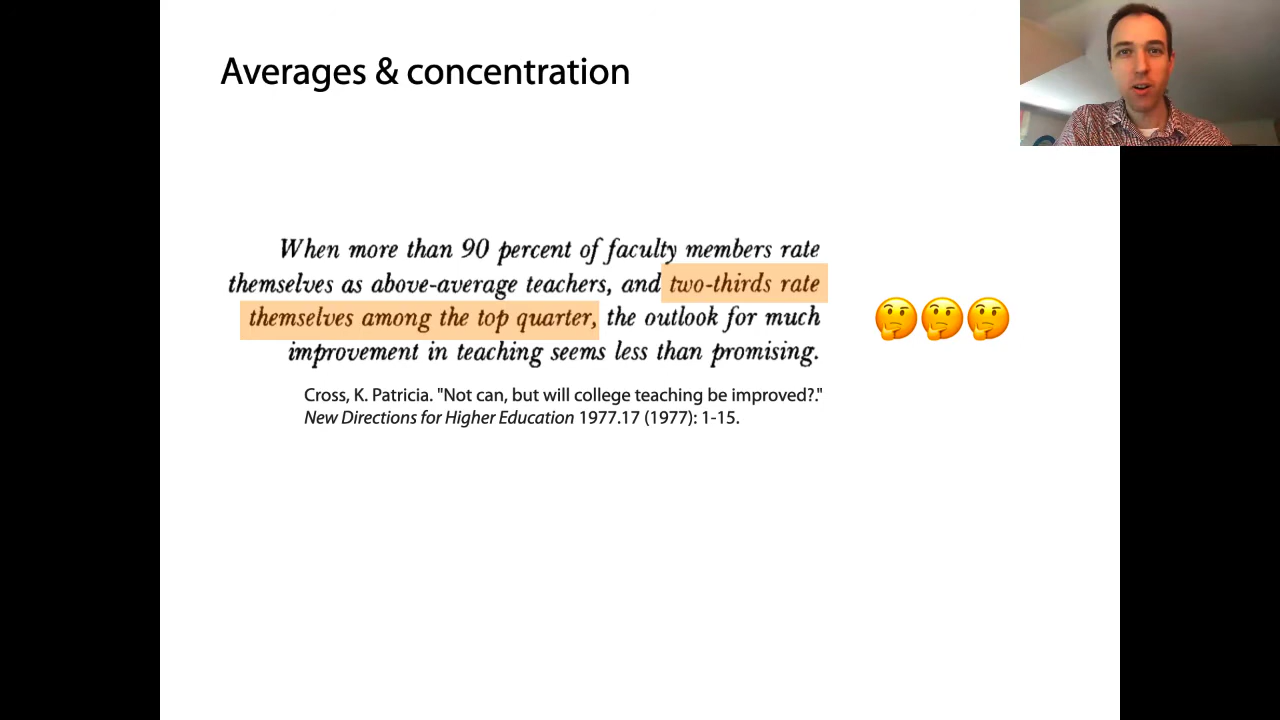 Averages & concentration
When more than 90 percent of faculty members rate
themselves as above-average teachers, and two-thirds rate
themselves among the top quarter, the outlook for much
improvement in teaching seems less than promising.
Cross, K. Patricia. "Not can, but will college teaching be improved?."
New Directions for Higher Education 1977.17 (1977): 1-15.